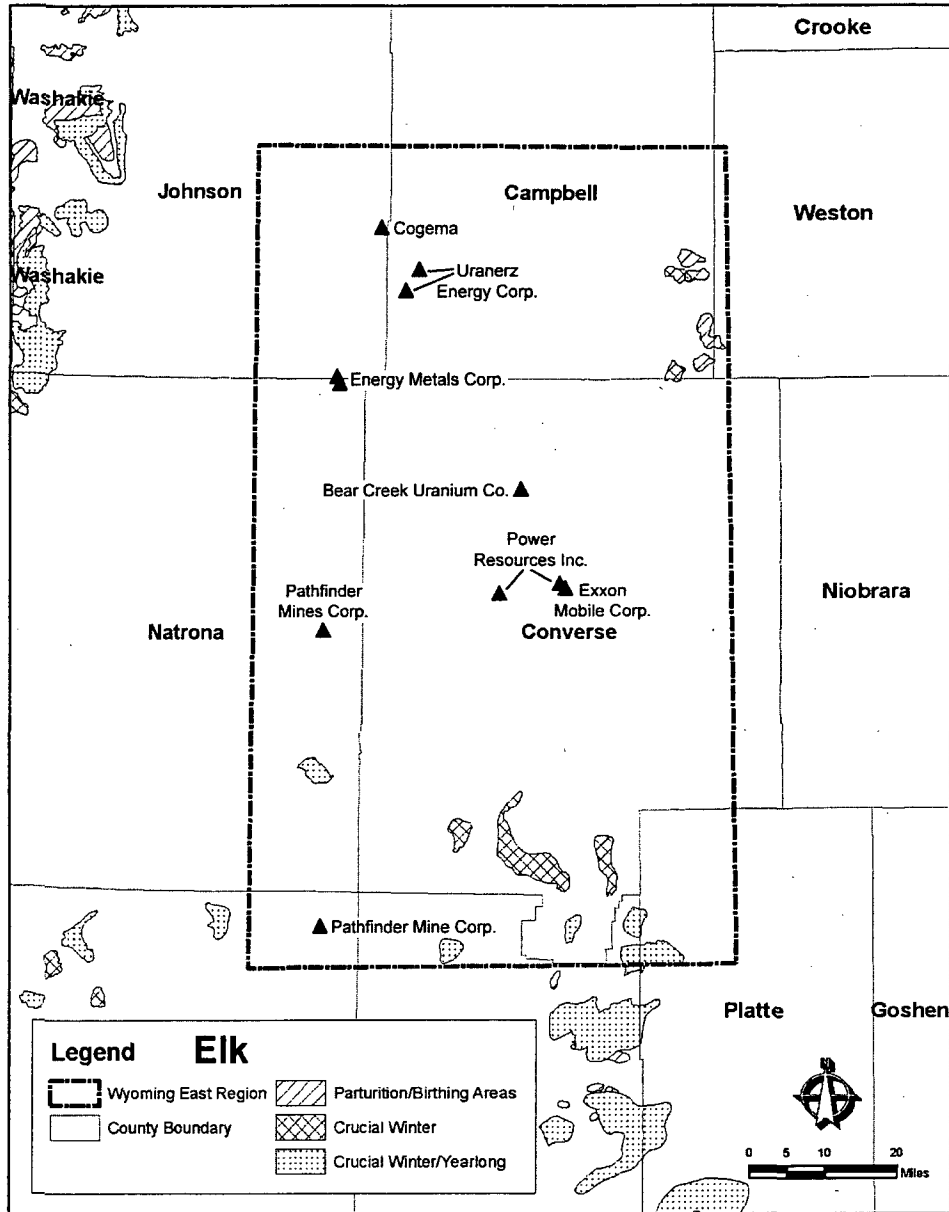 Crooke
Washakie
Johnson
Campbell
Weston
Cogema
Uranerz
Energy Corp.
Washakie
Energy Metals Corp.
Bear Creek Uranium Co.
Power
Resources Inc.
Pathfinder
Mines Corp.
Exxon
Mobile Corp.
Niobrara
Natrona
Converse
Pathfinder Mine Corp.
Platte
Goshen
Legend
Elk
Wyoming East Region
County Boundary
Parturition/Birthing Areas
Crucial Winter
Crucial Winter/Yearlong
N
0 5 10 20
Miles